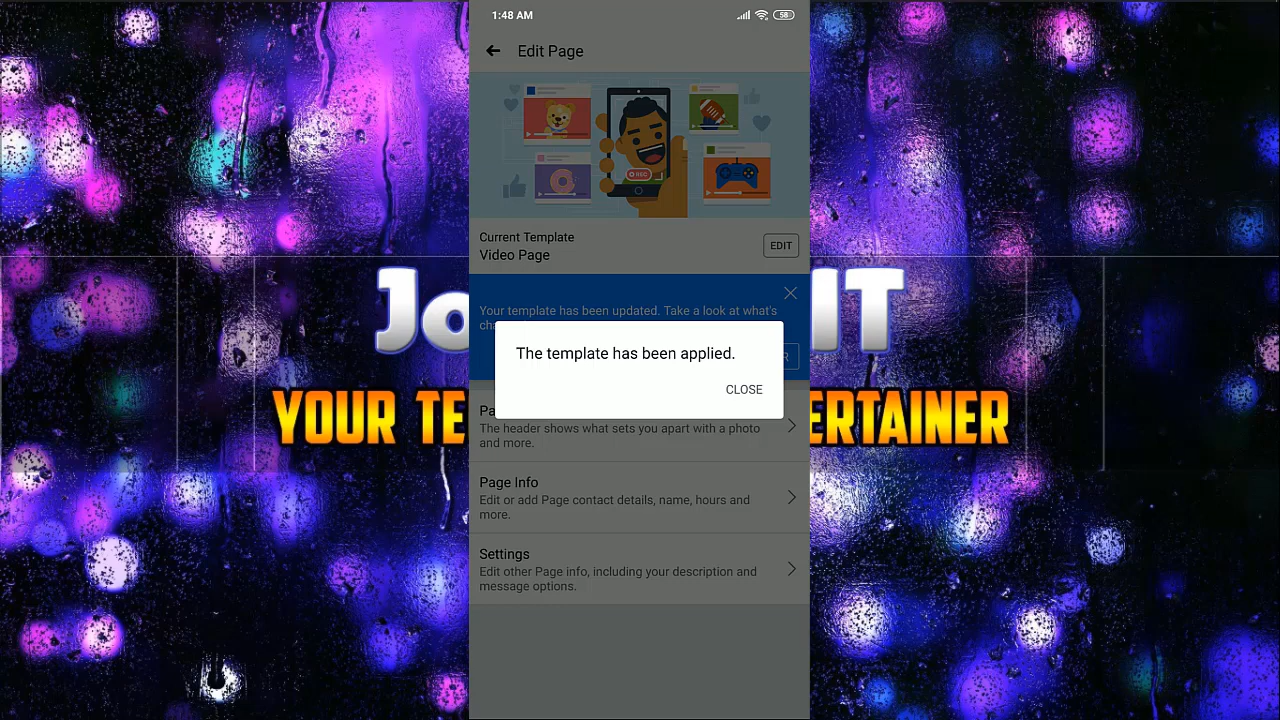 1:48 AM
58
Edit Page
REC
Current Template
Video Page
EDIT
Your template has been updated. Take a look at what's
The template has been applied.
CLOSE
The header shows what sets you apart with a photo
and more.
Page Info
Edit or add Page contact details, name, hours and
more.
Settings
Edit other Page info, including your description and
message options.
IT
YOUR